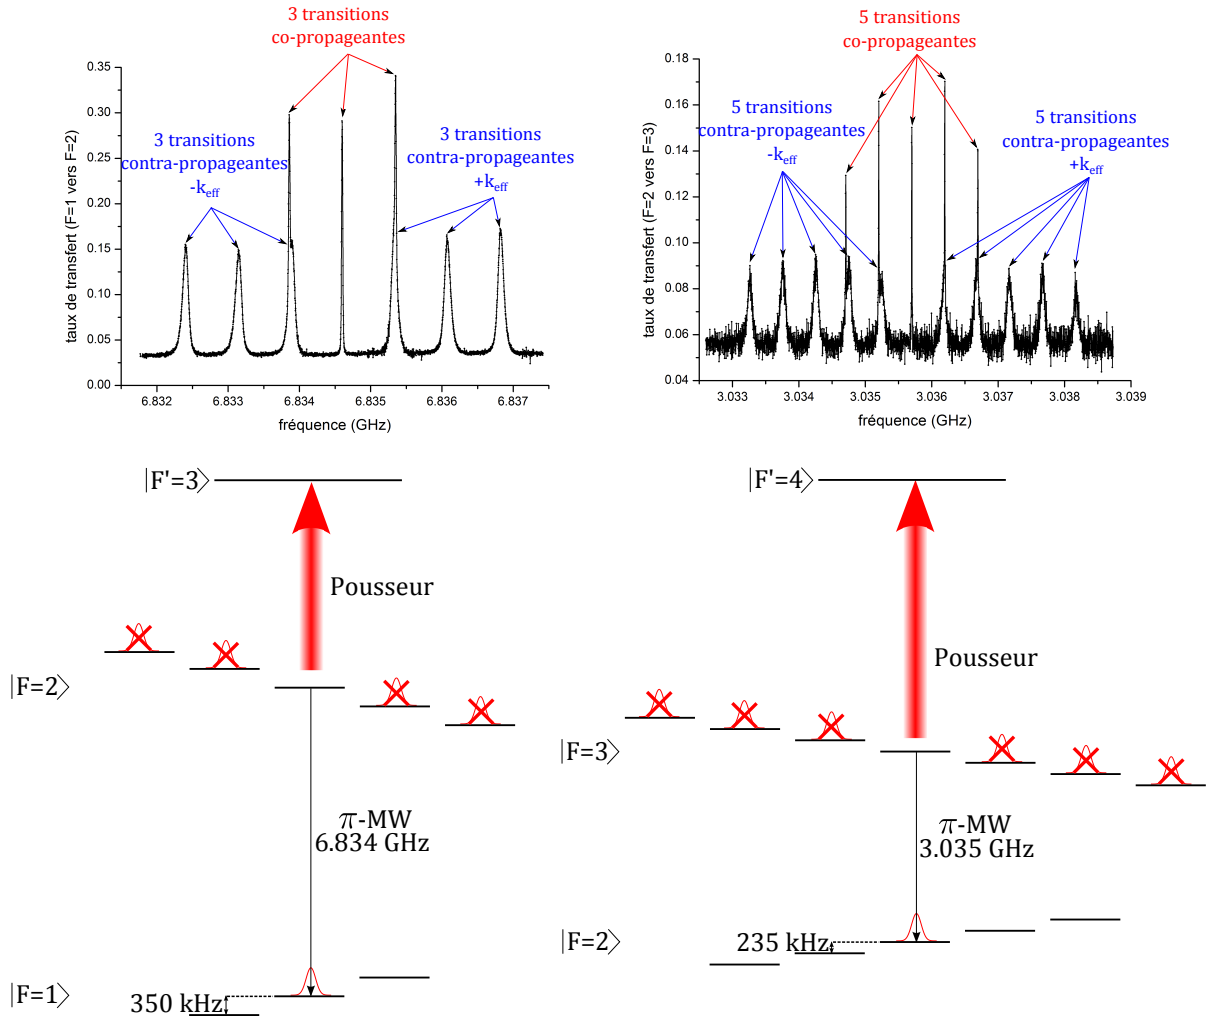 3 transitions
co-propageantes
3 transitions
contra-propageantes
-k_eff
3 transitions
contra-propageantes
+k_eff
taux de transfert (F=1 vers F=2)
0.35
0.30
0.25
0.20
0.15
0.10
0.05
0.00
6.832
6.833
6.834
6.835
6.836
6.837
fréquence (GHz)
5 transitions
co-propageantes
5 transitions
contra-propageantes
-k_eff
5 transitions
contra-propageantes
+k_eff
taux de transfert (F=2 vers F=3)
0.18
0.16
0.14
0.12
0.10
0.08
0.06
0.04
3.033
3.034
3.035
3.036
3.037
3.038
3.039
fréquence (GHz)
|F'=3⟩
Pousseur
|F=2⟩
π-MW
6.834 GHz
|F=1⟩
350 kHz
|F'=4⟩
Pousseur
|F=3⟩
π-MW
3.035 GHz
|F=2⟩
235 kHz